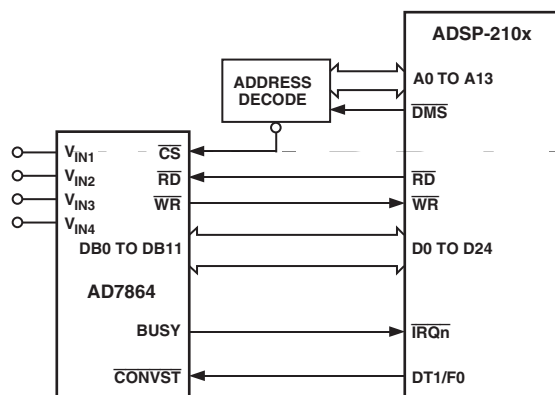 ADSP-210x
ADDRESS
DECODE
A0 TO A13
DMS
VIN1
CS
VIN2
RD
RD
VIN3
WR
WR
VIN4
DB0 TO DB11
D0 TO D24
AD7864
BUSY
IRQn
CONVST
DT1/F0